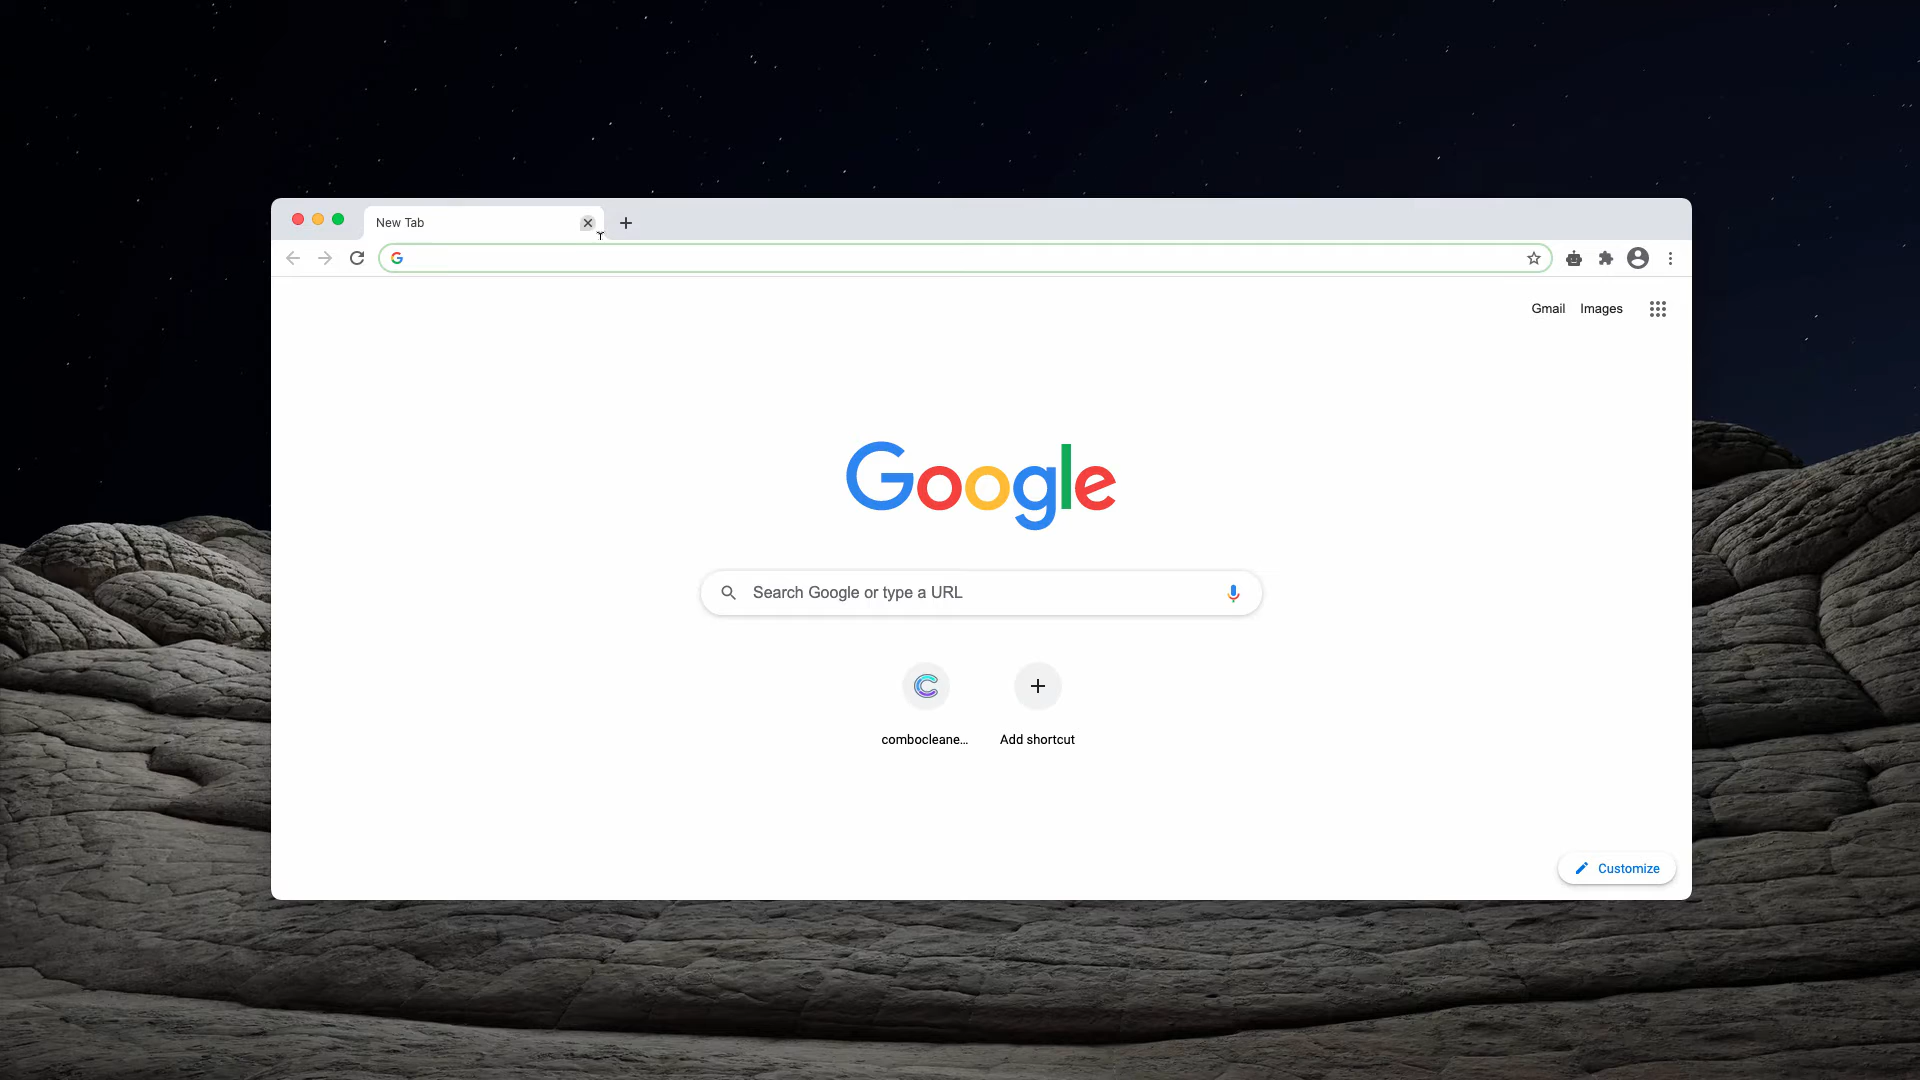 New Tab
Gmail Images
Google
Search Google or type a URL
combocleane...
Add shortcut
Customize